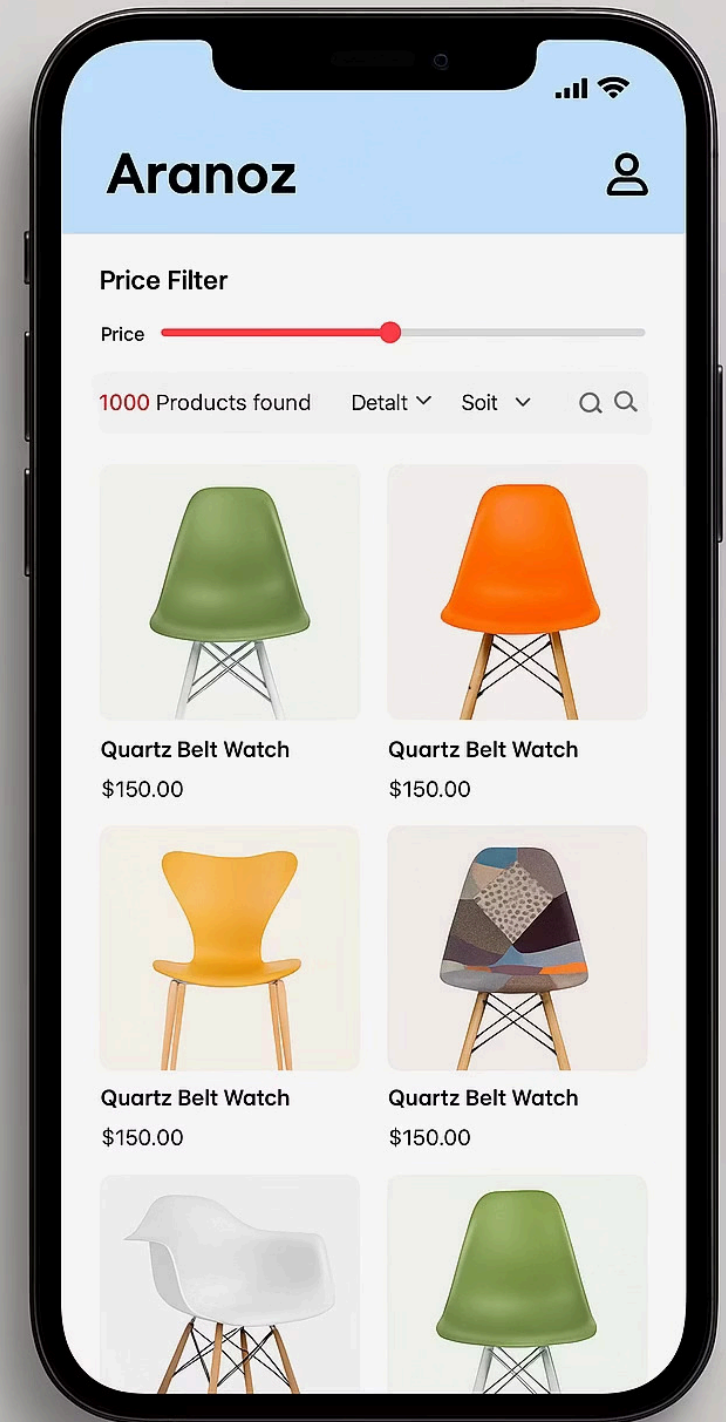 Aranoz
Price Filter
Price
1000 Products found Detalt Soit
Quartz Belt Watch Quartz Belt Watch
$150.00 $150.00
Quartz Belt Watch Quartz Belt Watch
$150.00 $150.00